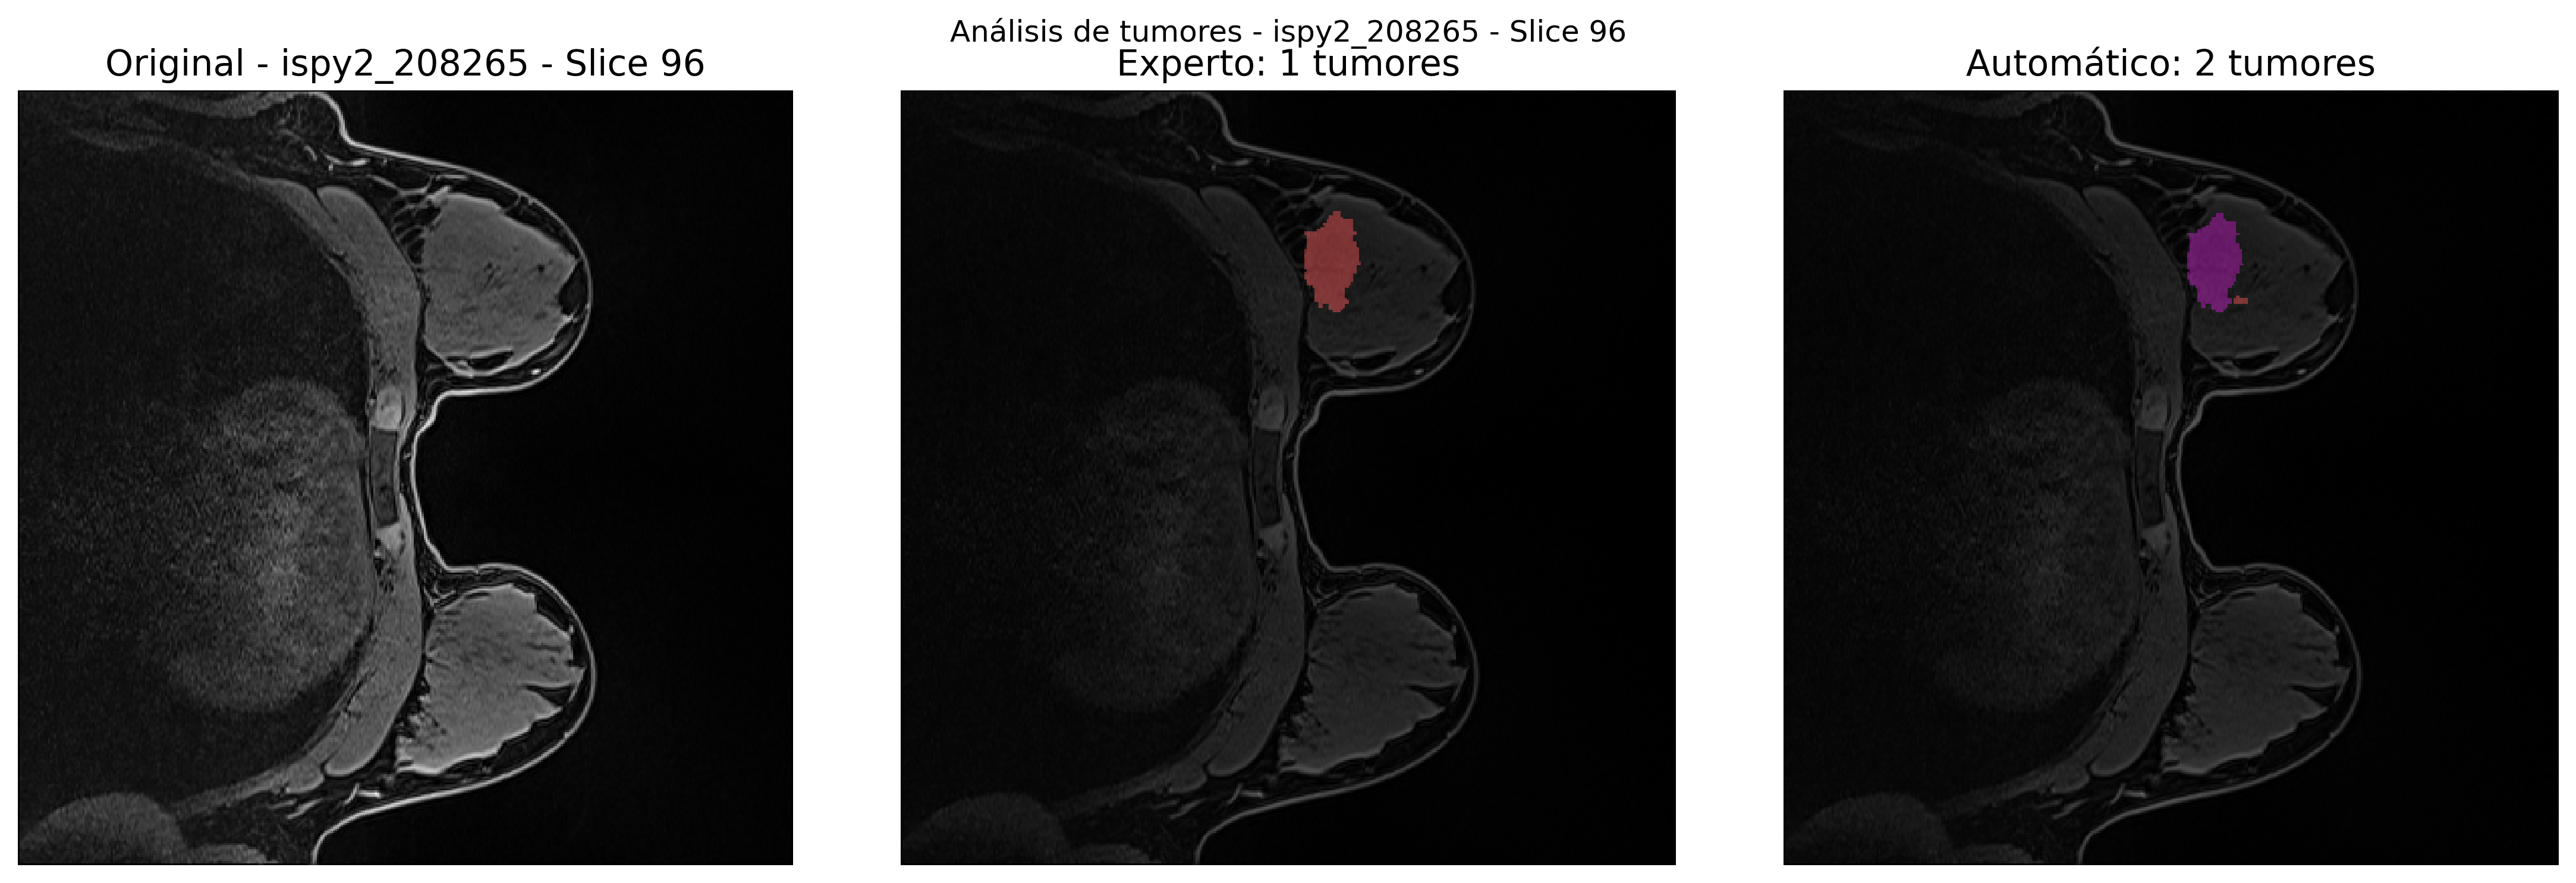 Análisis de tumores - ispy2_208265 - Slice 96
Original - ispy2_208265 - Slice 96
Experto: 1 tumores
Automático: 2 tumores